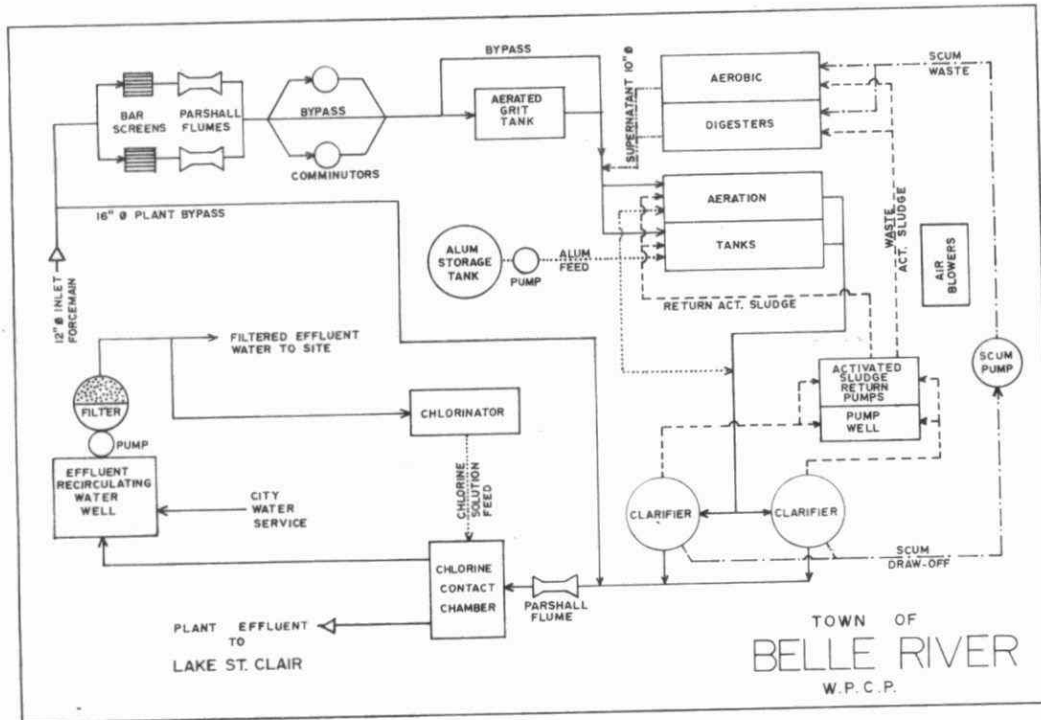 BYPASS
SCUM
WASTE
AEROBIC
DIGESTERS
SUPERNATANT 10" Ø
BAR
SCREENS
PARSHALL
FLUMES
BYPASS
COMMINUTORS
AERATED
GRIT
TANK
16" Ø PLANT BYPASS
AERATION
TANKS
ALUM
STORAGE
TANK
PUMP
ALUM
FEED
RETURN ACT. SLUDGE
WASTE
ACT. SLUDGE
AIR
BLOWERS
12" Ø INLET
FORCEMAIN
FILTERED EFFLUENT
WATER TO SITE
FILTER
PUMP
EFFLUENT
RECIRCULATING
WATER
WELL
CITY
WATER
SERVICE
CHLORINATOR
CHLORINE
SOLUTION
FEED
ACTIVATED
SLUDGE
RETURN
PUMPS
PUMP
WELL
SCUM
PUMP
CLARIFIER
CLARIFIER
SCUM
DRAW-OFF
CHLORINE
CONTACT
CHAMBER
PARSHALL
FLUME
PLANT EFFLUENT
TO
LAKE ST. CLAIR
TOWN OF
BELLE RIVER
W.P.C.P.